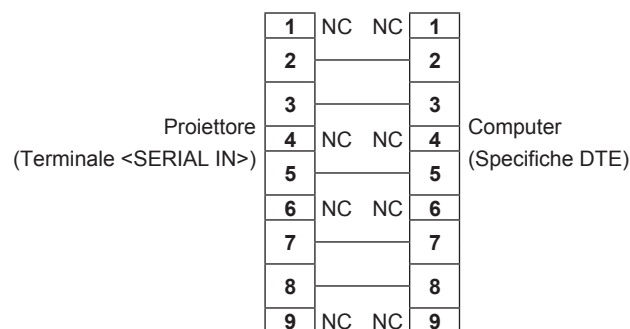 1 NC NC 1
2 2
3 3
Proiettore
(Terminale <SERIAL IN>)
4 NC NC 4
Computer
(Specifiche DTE)
5 5
6 NC NC 6
7 7
8 8
9 NC NC 9